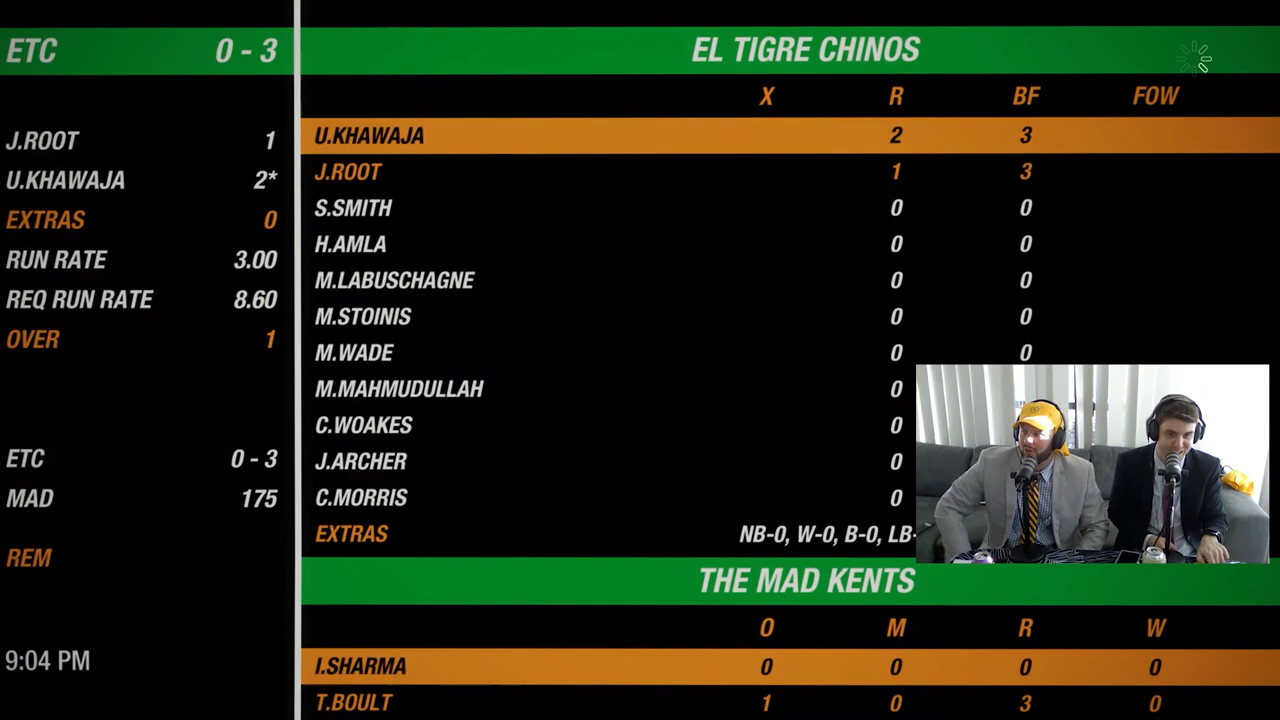 ETC 0 - 3
J.ROOT 1
U.KHAWAJA 2*
EXTRAS 0
RUN RATE 3.00
REQ RUN RATE 8.60
OVER 1
ETC 0 - 3
MAD 175
REM
9:04 PM
EL TIGRE CHINOS
X R BF FOW
U.KHAWAJA 2 3
J.ROOT 1 3
S.SMITH 0 0
H.AMLA 0 0
M.LABUSCHAGNE 0 0
M.STOINIS 0 0
M.WADE 0 0
M.MAHMUDULLAH 0
C.WOAKES 0
J.ARCHER 0
C.MORRIS 0
EXTRAS NB-0, W-0, B-0, LB-
THE MAD KENTS
O M R W
I.SHARMA 0 0 0 0
T.BOULT 1 0 3 0